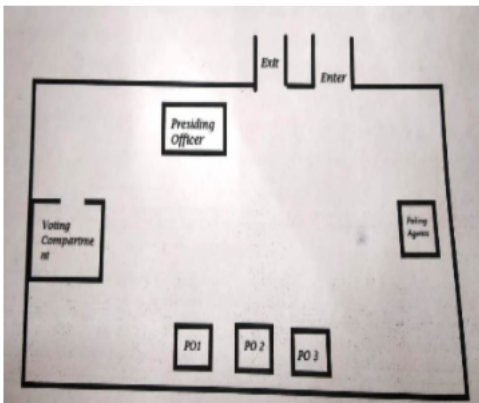 Exit
Enter
Presiding
Officer
Voting
Compartme
nt
Poling
Agents
PO1
PO 2
PO 3